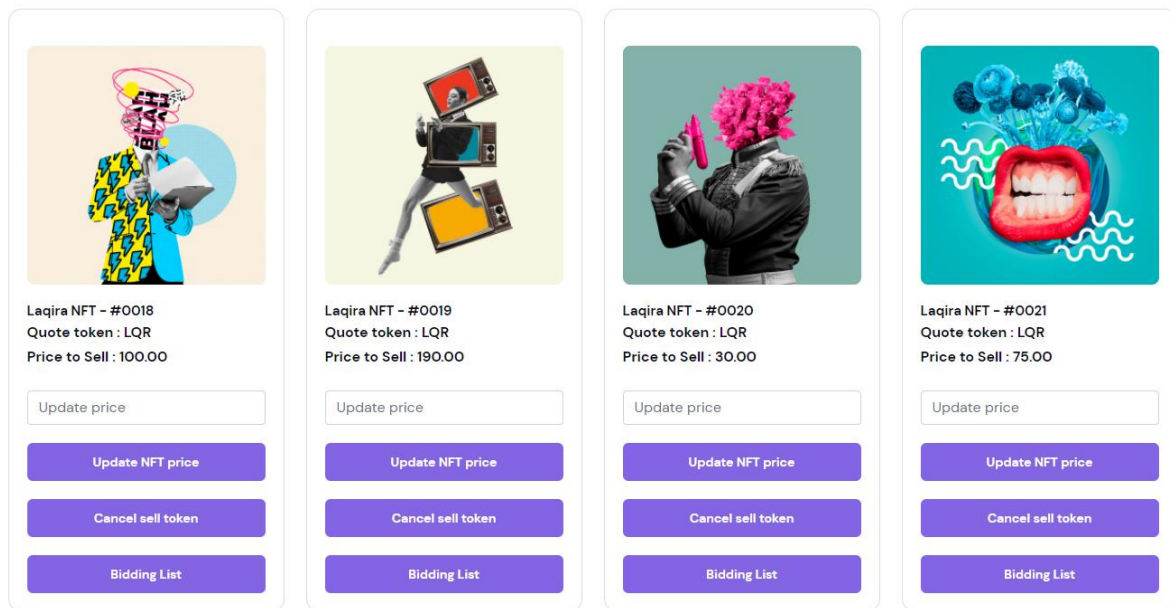 BLAH
Laqira NFT - #0018
Quote token : LQR
Price to Sell : 100.00
Update price
Update NFT price
Cancel sell token
Bidding List
Laqira NFT - #0019
Quote token : LQR
Price to Sell : 190.00
Update price
Update NFT price
Cancel sell token
Bidding List
Laqira NFT - #0020
Quote token : LQR
Price to Sell : 30.00
Update price
Update NFT price
Cancel sell token
Bidding List
Laqira NFT - #0021
Quote token : LQR
Price to Sell : 75.00
Update price
Update NFT price
Cancel sell token
Bidding List